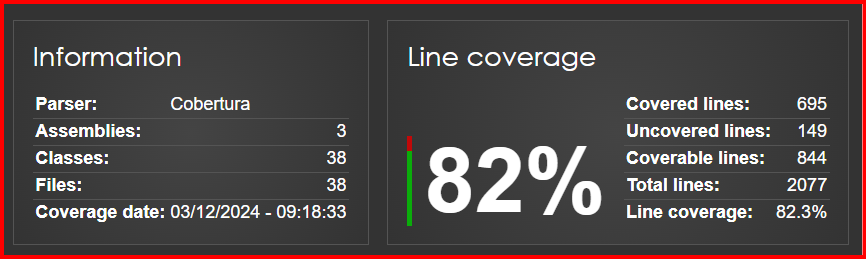 Information
Parser: Cobertura
Assemblies: 3
Classes: 38
Files: 38
Coverage date: 03/12/2024 - 09:18:33
Line coverage
82%
Covered lines: 695
Uncovered lines: 149
Coverable lines: 844
Total lines: 2077
Line coverage: 82.3%